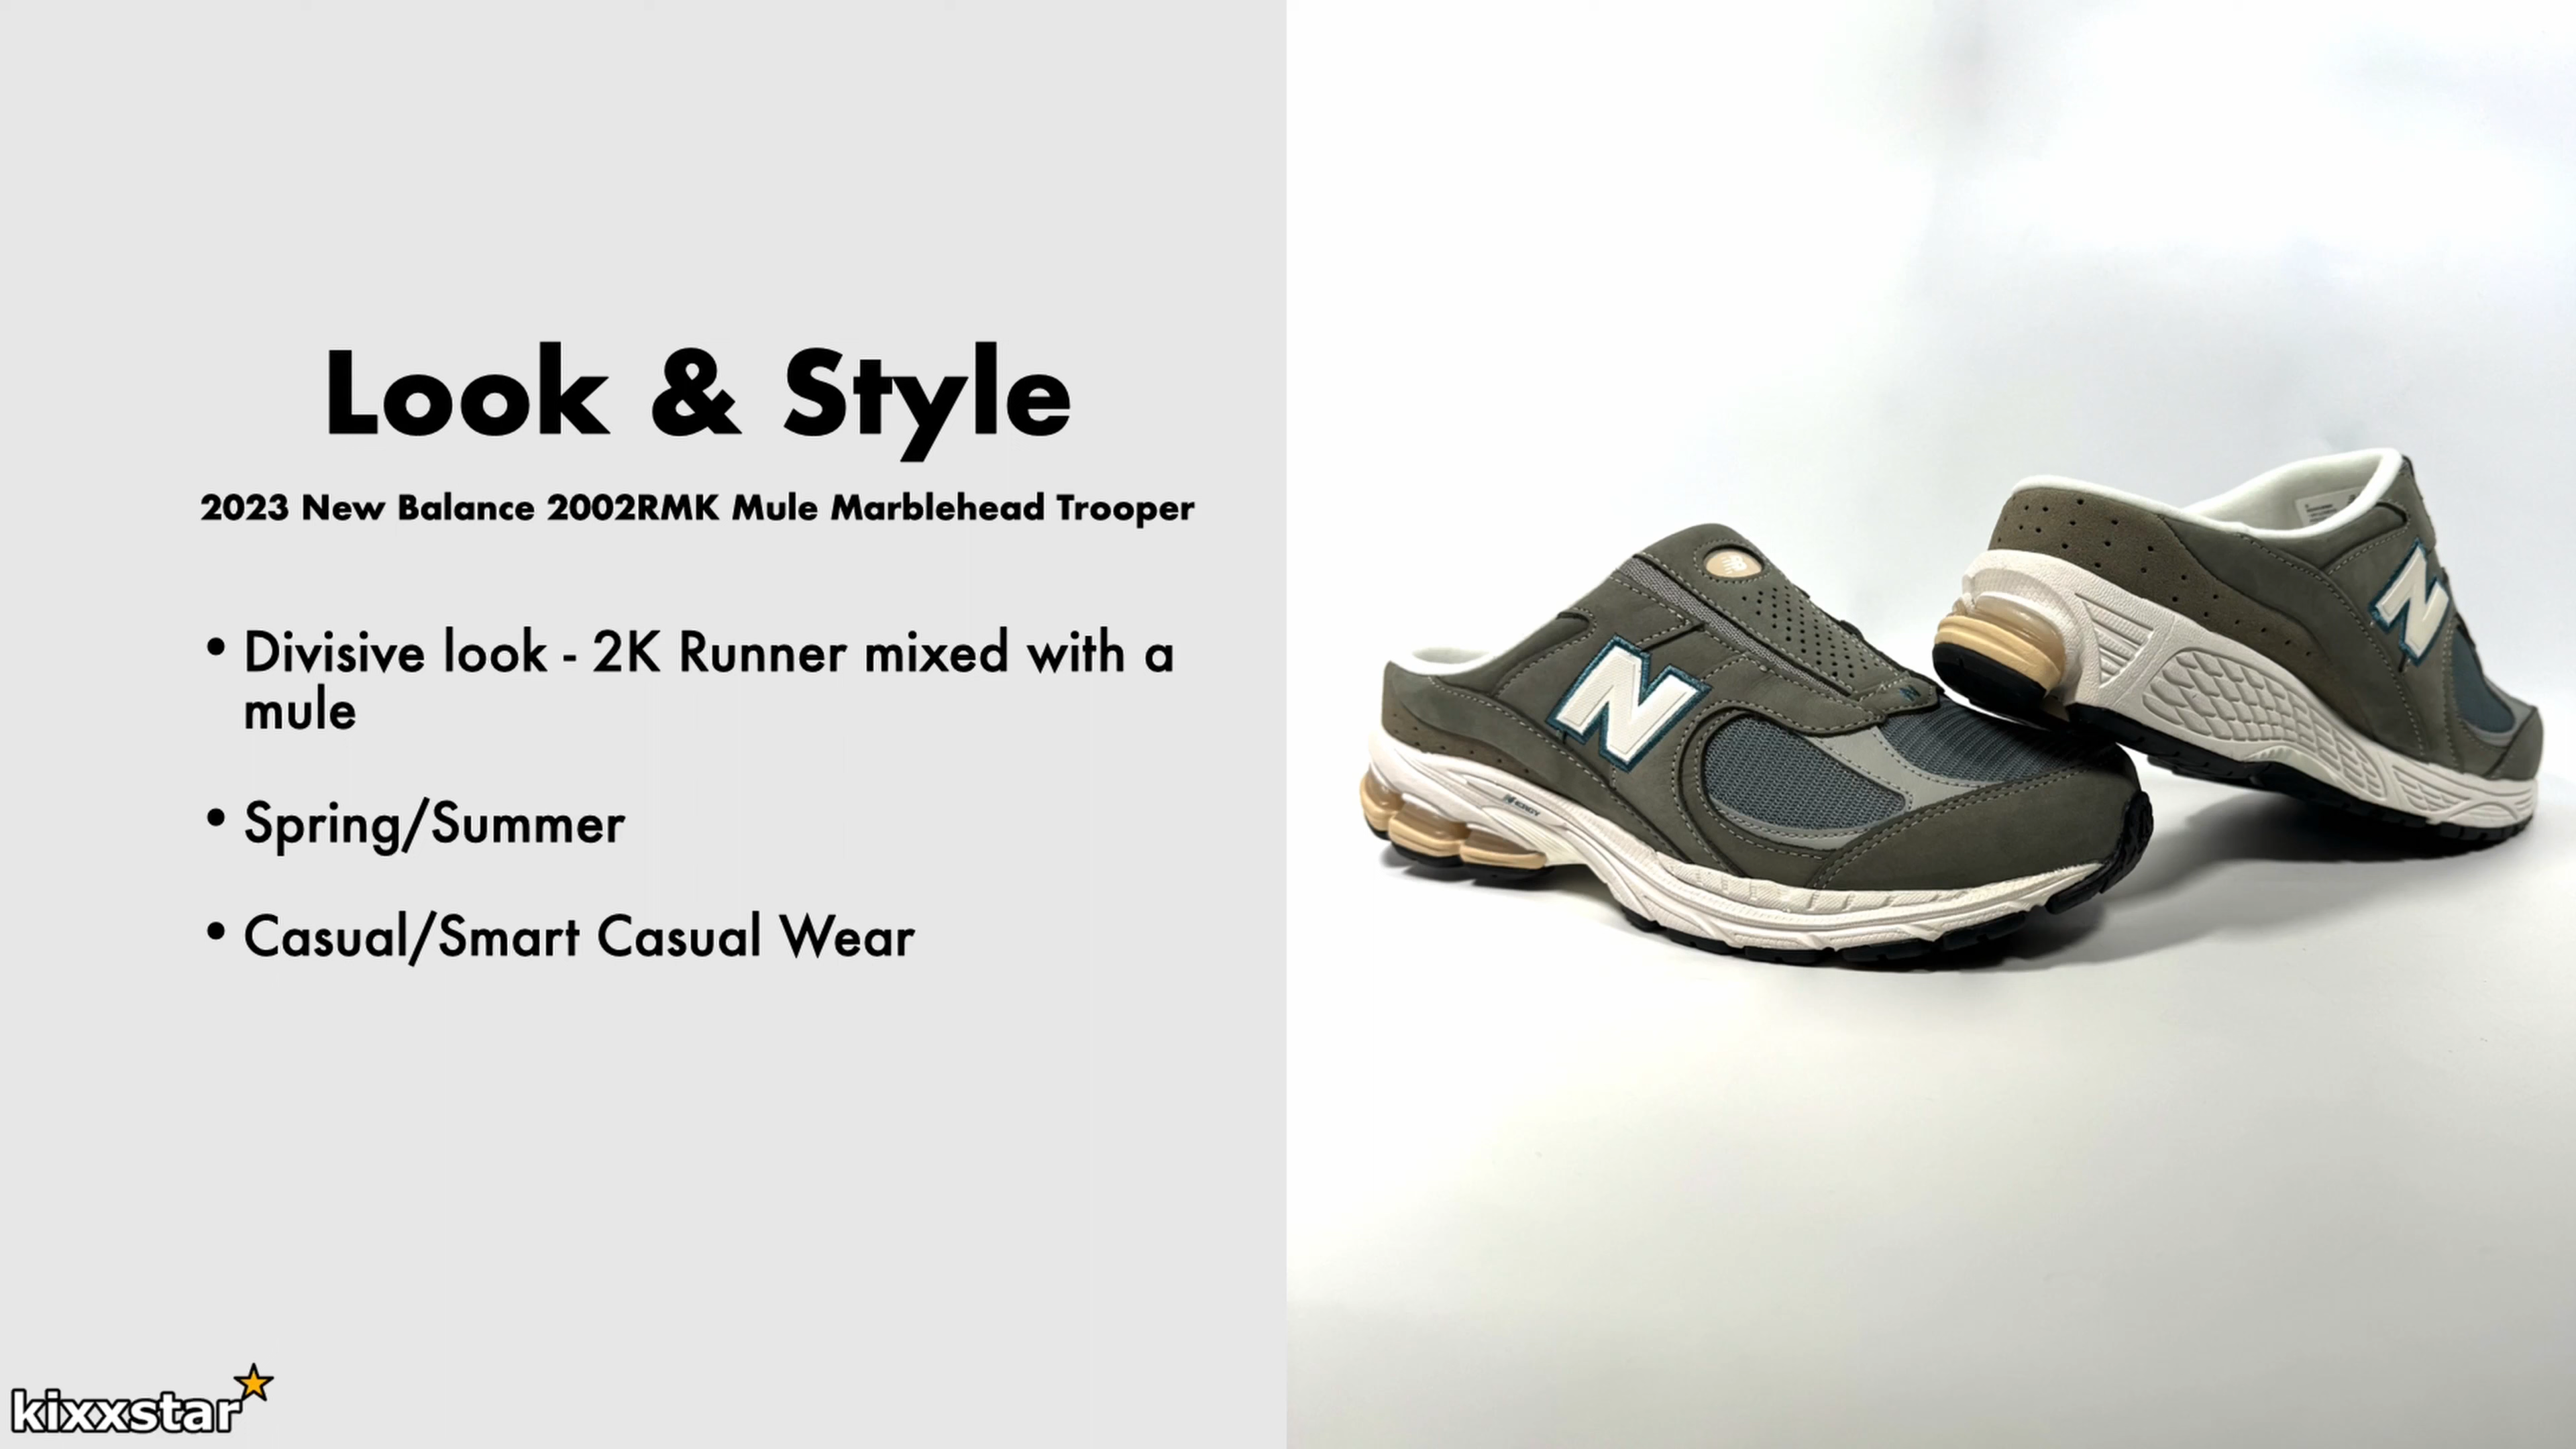 Look & Style
2023 New Balance 2002RMK Mule Marblehead Trooper
• Divisive look - 2K Runner mixed with a
mule
• Spring/Summer
• Casual/Smart Casual Wear
kixxstar
N
N